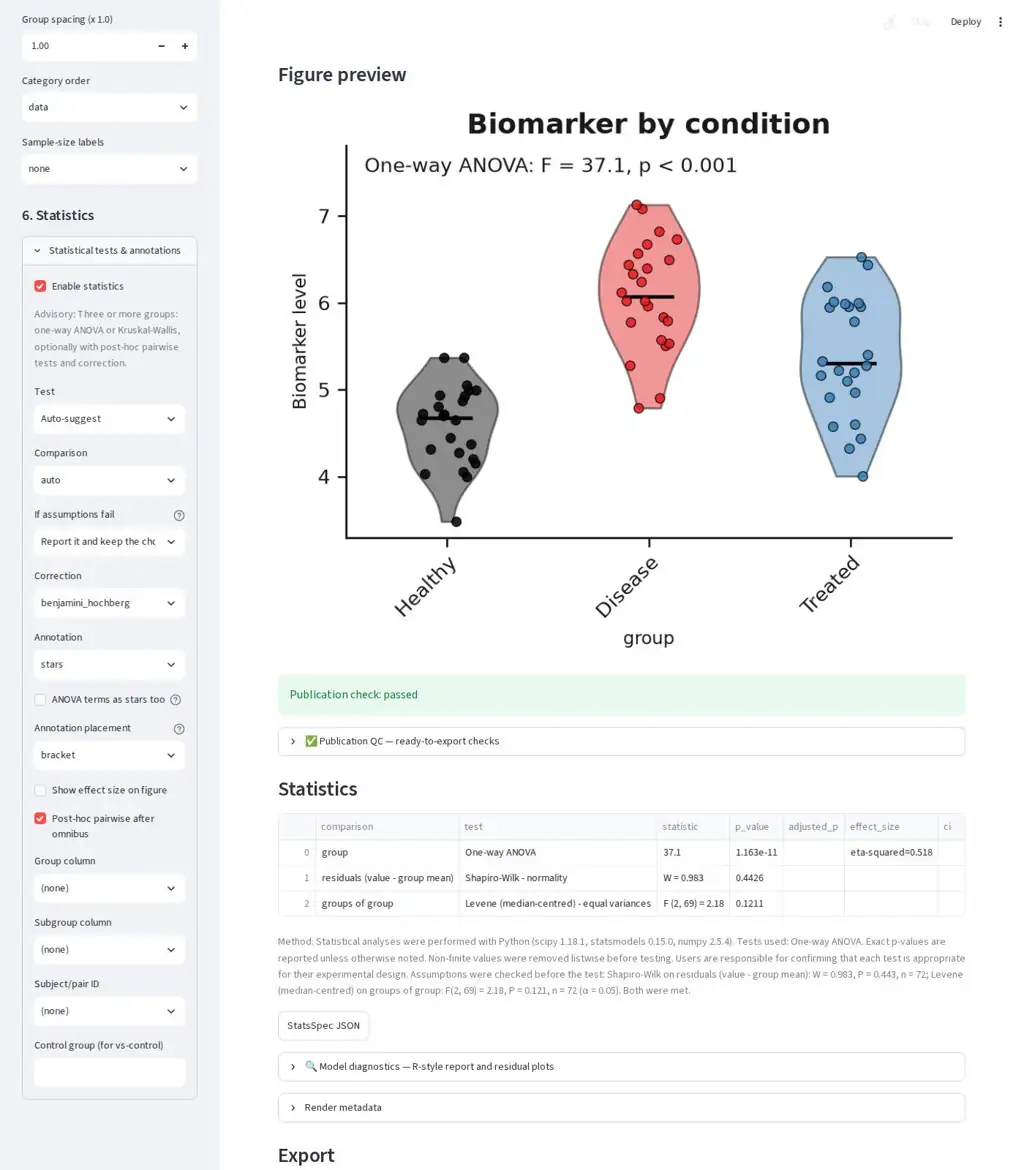 Group spacing (x 1.0)
1.00
Category order
data
Sample-size labels
none
6. Statistics
Statistical tests & annotations
Enable statistics
Advisory: Three or more groups:
one-way ANOVA or Kruskal-Wallis,
optionally with post-hoc pairwise
tests and correction.
Test
Auto-suggest
Comparison
auto
If assumptions fail
Report it and keep the chc
Correction
benjamini_hochberg
Annotation
stars
ANOVA terms as stars too
Annotation placement
bracket
Show effect size on figure
Post-hoc pairwise after
omnibus
Group column
(none)
Subgroup column
(none)
Subject/pair ID
(none)
Control group (for vs-control)
Stop
Deploy
Figure preview
Biomarker by condition
One-way ANOVA: F = 37.1, p < 0.001
Biomarker level
7
6
5
4
Healthy
Disease
Treated
group
Publication check: passed
Publication QC — ready-to-export checks
Statistics
comparison test statistic p_value adjusted_p effect_size ci
0 group One-way ANOVA 37.1 1.163e-11 eta-squared=0.518
1 residuals (value - group mean) Shapiro-Wilk - normality W = 0.983 0.4426
2 groups of group Levene (median-centred) - equal variances F (2, 69) = 2.18 0.1211
Method: Statistical analyses were performed with Python (scipy 1.18.1, statsmodels 0.15.0, numpy 2.5.4). Tests used: One-way ANOVA. Exact p-values are
reported unless otherwise noted. Non-finite values were removed listwise before testing. Users are responsible for confirming that each test is appropriate
for their experimental design. Assumptions were checked before the test: Shapiro-Wilk on residuals (value - group mean): W = 0.983, P = 0.443, n = 72; Levene
(median-centred) on groups of group: F(2, 69) = 2.18, P = 0.121, n = 72 (α = 0.05). Both were met.
StatsSpec JSON
Model diagnostics — R-style report and residual plots
Render metadata
Export